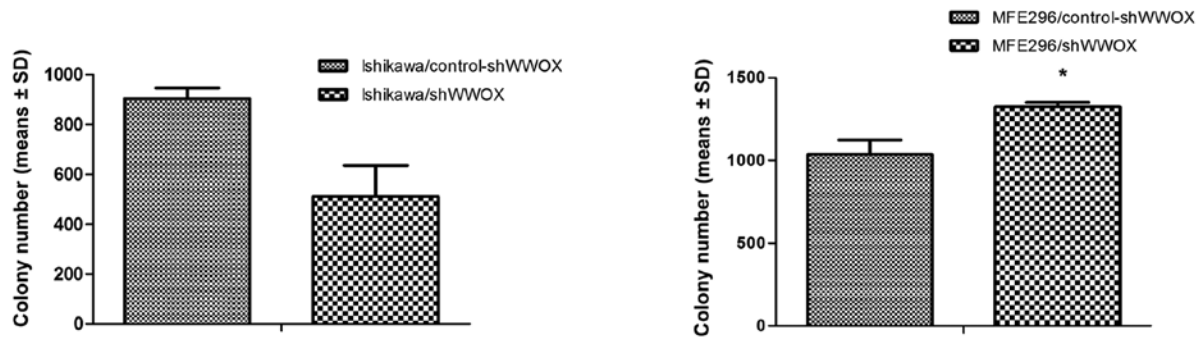 Colony number (means ± SD)
1000
800
600
400
200
0
Ishikawa/control-shWWOX
Ishikawa/shWWOX
MFE296/control-shWWOX
MFE296/shWWOX
*
Colony number (means ± SD)
1500
1000
500
0